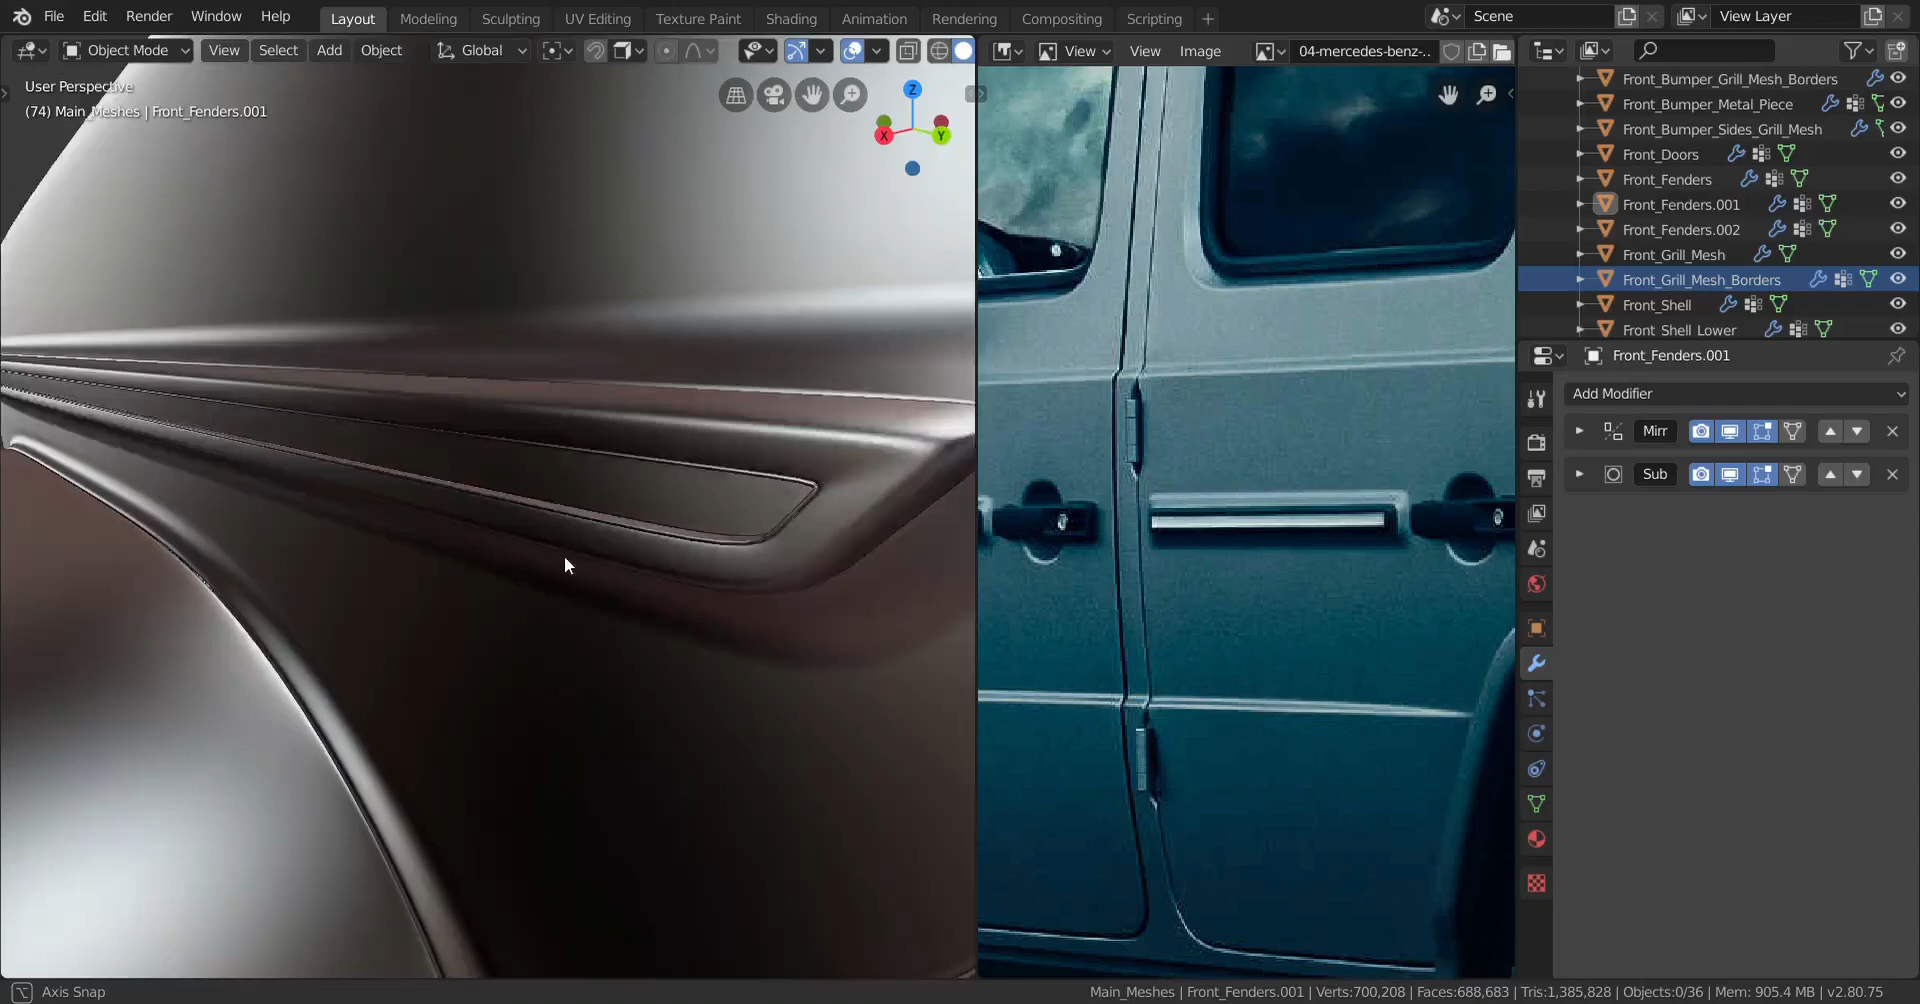 File Edit Render Window Help Layout Modeling Sculpting UV Editing Texture Paint Shading Animation Rendering Compositing Scripting + Scene View Layer
Object Mode View Select Add Object Global View View Image 04-mercedes-benz-..
User Perspective
(74) Main_Meshes | Front_Fenders.001
Z
X
Y
Front_Bumper_Grill_Mesh_Borders
Front_Bumper_Metal_Piece
Front_Bumper_Sides_Grill_Mesh
Front_Doors
Front_Fenders
Front_Fenders.001
Front_Fenders.002
Front_Grill_Mesh
Front_Grill_Mesh_Borders
Front_Shell
Front_Shell_Lower
Front_Fenders.001
Add Modifier
Mirr
Sub
Axis Snap
Main_Meshes | Front_Fenders.001 | Verts:700,208 | Faces:688,683 | Tris:1,385,828 | Objects:0/36 | Mem: 905.4 MB | v2.80.75